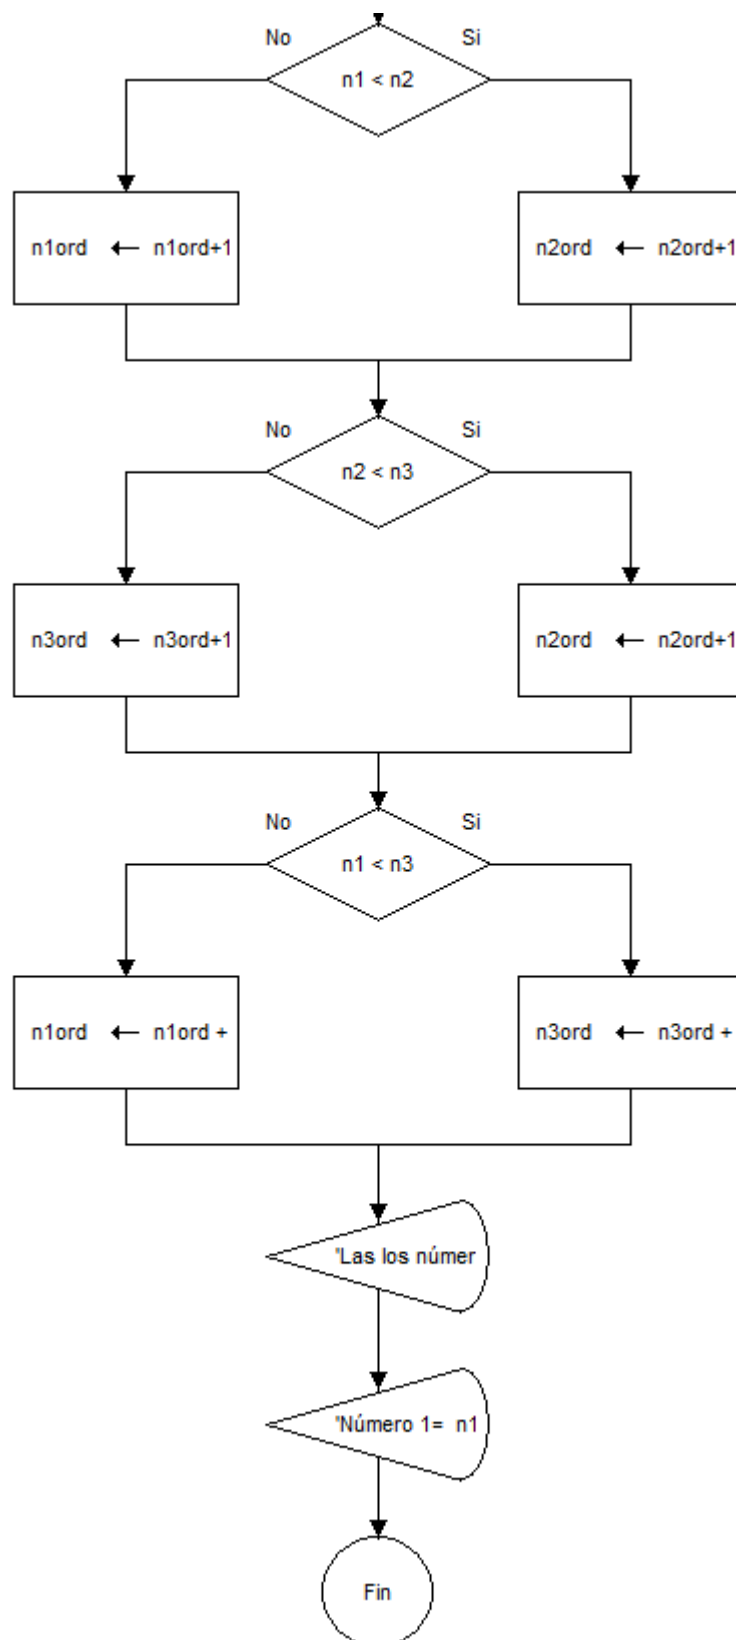 No
Si
n1 < n2
n1ord ← n1ord+1
n2ord ← n2ord+1
No
Si
n2 < n3
n3ord ← n3ord+1
n2ord ← n2ord+1
No
Si
n1 < n3
n1ord ← n1ord +
n3ord ← n3ord +
"Las los númer
"Número 1= n1
Fin